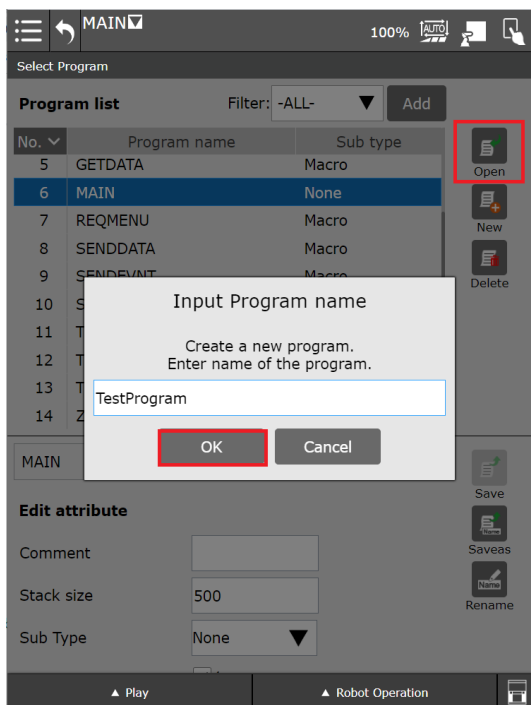 MAIN
100%
AUTO
Select Program
Program list
Filter: -ALL-
Add
No. Program name Sub type
5 GETDATA Macro
6 MAIN None
7 REQMENU Macro
8 SENDDATA Macro
9 SENDEVNT Macro
10 S
11 T
12 T
13 T
14 Z
Open
New
Delete
Input Program name
Create a new program.
Enter name of the program.
TestProgram
OK
Cancel
MAIN
Save
Edit attribute
Name
Saveas
Comment
Name
Rename
Stack size
500
Sub Type
None
▲ Play
▲ Robot Operation